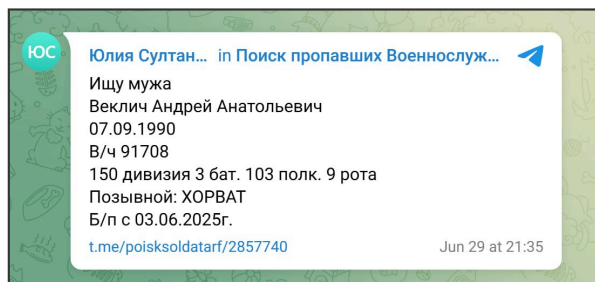 ЮС
Юлия Султан... in Поиск пропавших Военнослуж...
Ищу мужа
Веклич Андрей Анатольевич
07.09.1990
В/ч 91708
150 дивизия 3 бат. 103 полк. 9 рота
Позывной: ХОРВАТ
Б/п с 03.06.2025г.
t.me/poisksoldatarf/2857740 Jun 29 at 21:35